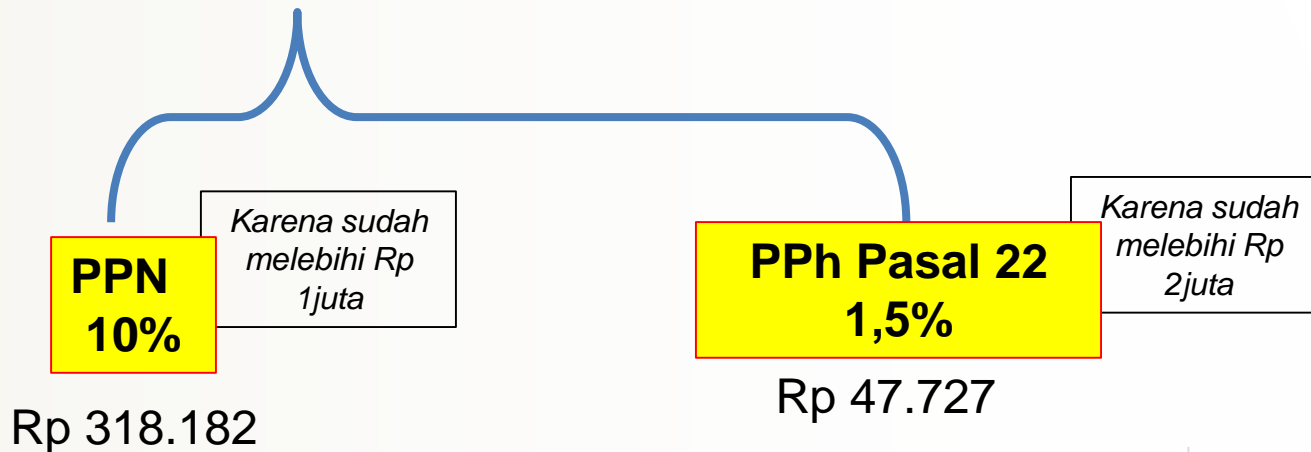 PPN
10%
Karena sudah
melebihi Rp
1juta
PPh Pasal 22
1,5%
Karena sudah
melebihi Rp
2juta
Rp 318.182
Rp 47.727